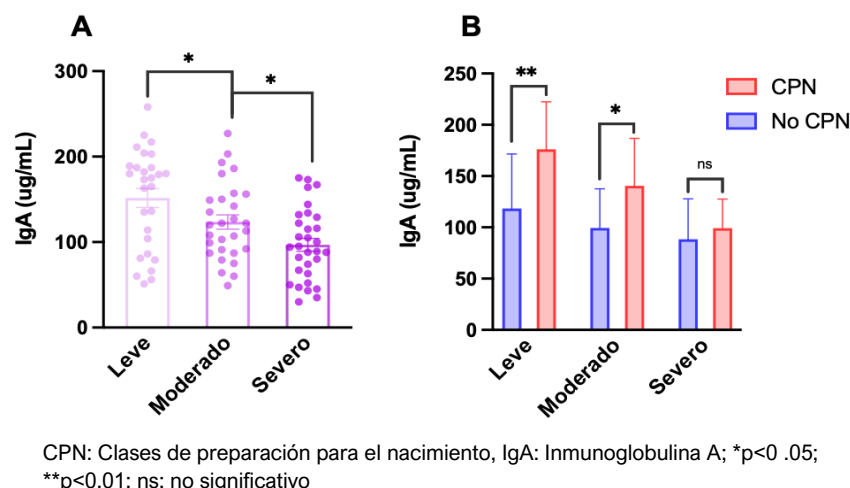 A
B
*
*
300
200
100
0
IgA (ug/mL)
Leve
Moderado
Severo
**
*
ns
250
200
150
100
50
0
IgA (ug/mL)
Leve
Moderado
Severo
CPN
No CPN
CPN: Clases de preparación para el nacimiento, IgA: Inmunoglobulina A; *p<0 .05;
**p<0.01; ns: no significativo